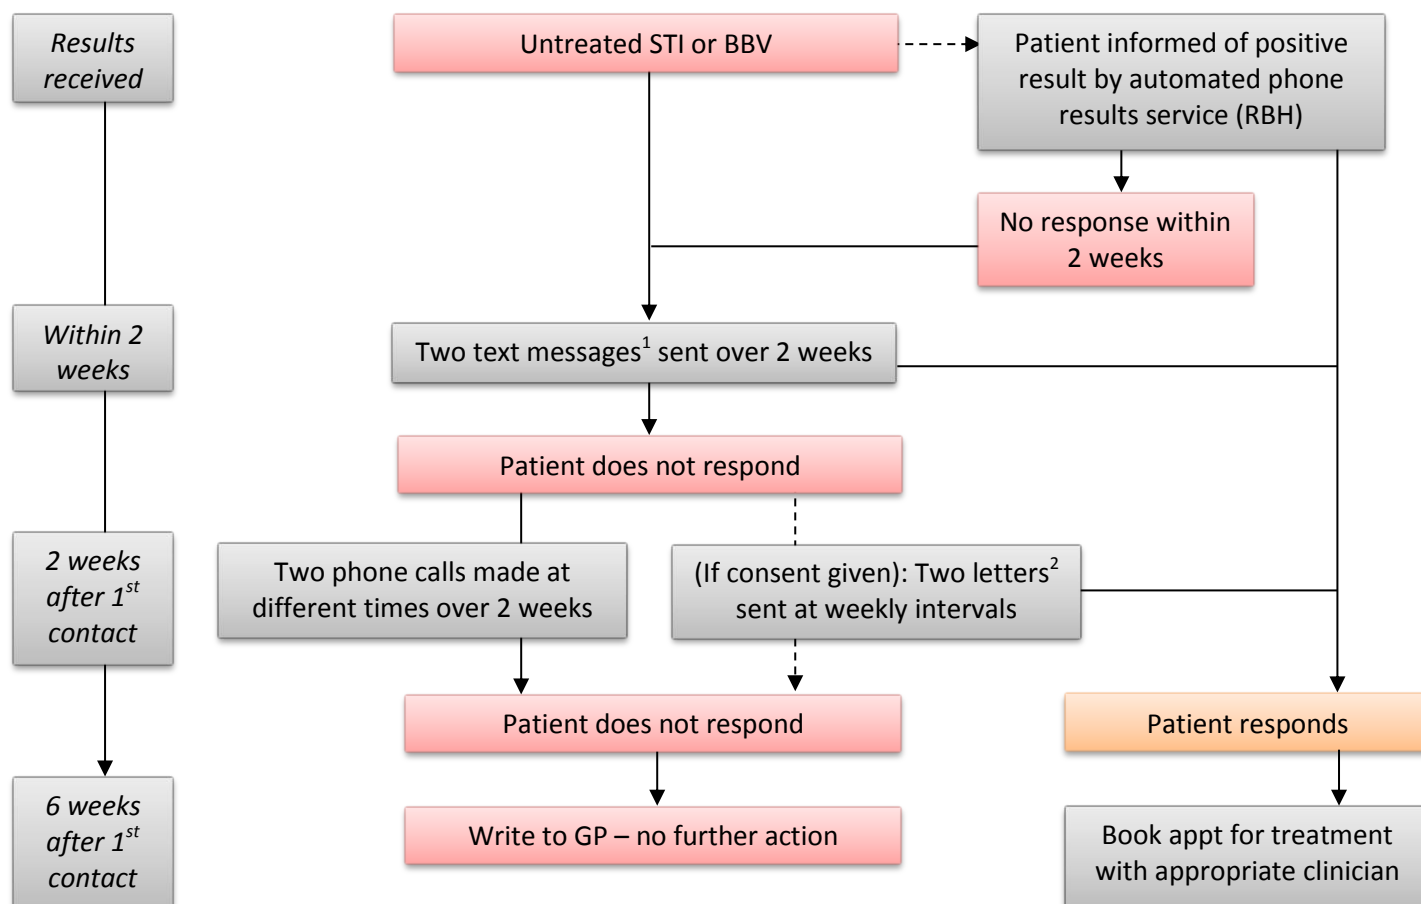 Results
received
Untreated STI or BBV
Patient informed of positive
result by automated phone
results service (RBH)
No response within
2 weeks
Within 2
weeks
Two text messages1 sent over 2 weeks
Patient does not respond
2 weeks
after 1st
contact
Two phone calls made at
different times over 2 weeks
(If consent given): Two letters2
sent at weekly intervals
Patient does not respond
Patient responds
6 weeks
after 1st
contact
Write to GP – no further action
Book appt for treatment
with appropriate clinician